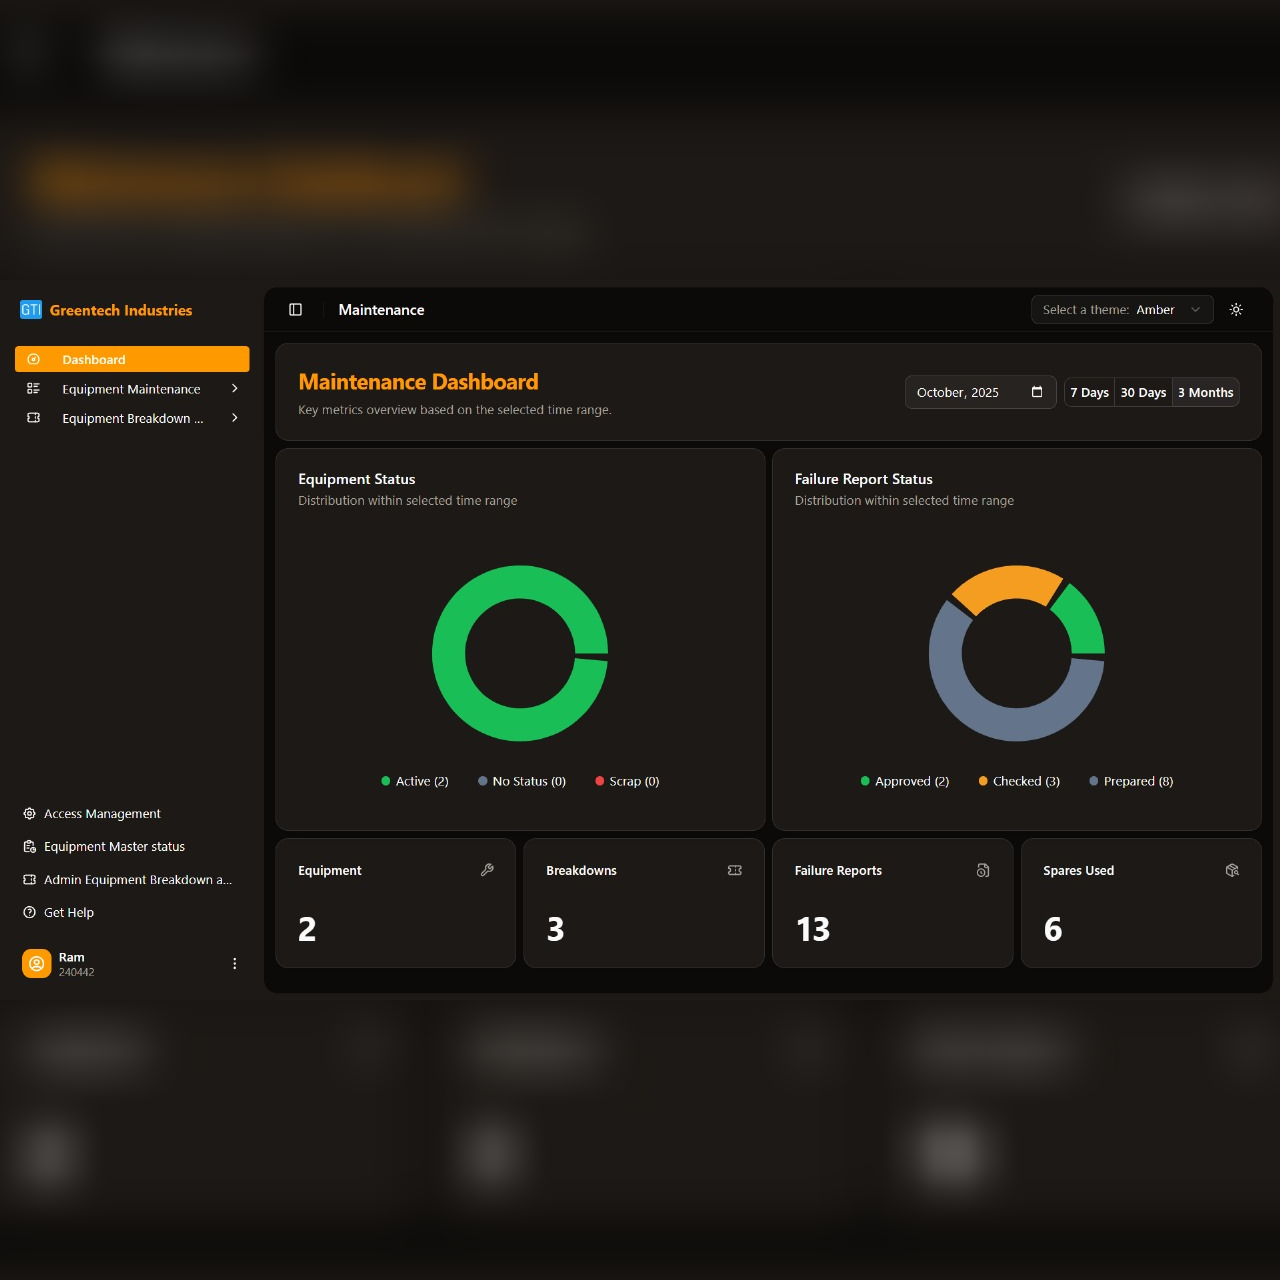 GTI Greentech Industries
Dashboard
Equipment Maintenance
Equipment Breakdown ...
Access Management
Equipment Master status
Admin Equipment Breakdown a...
Get Help
Ram
240442
Maintenance
Select a theme: Amber
Maintenance Dashboard
Key metrics overview based on the selected time range.
October, 2025
7 Days 30 Days 3 Months
Equipment Status
Distribution within selected time range
Active (2) No Status (0) Scrap (0)
Failure Report Status
Distribution within selected time range
Approved (2) Checked (3) Prepared (8)
Equipment
2
Breakdowns
3
Failure Reports
13
Spares Used
6